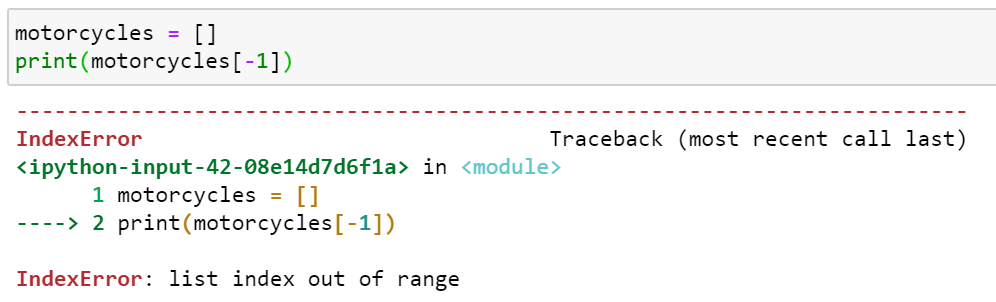 motorcycles = []
print(motorcycles[-1])
---------------------------------------------------------------------------
IndexError                                Traceback (most recent call last)
<ipython-input-42-08e14d7d6f1a> in <module>
      1 motorcycles = []
----> 2 print(motorcycles[-1])
IndexError: list index out of range